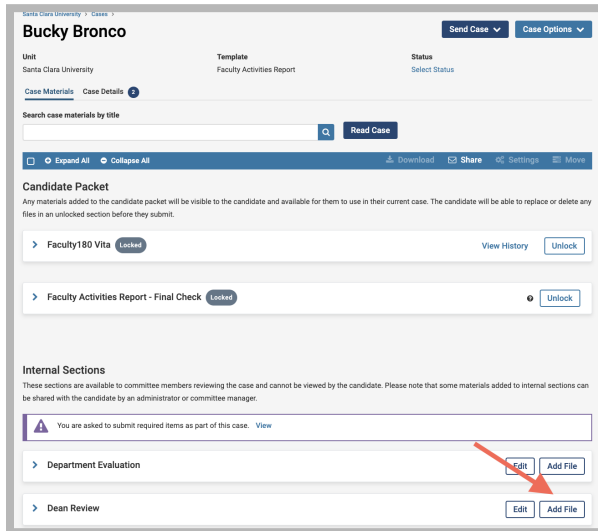 Santa Clara University › Cases ›
Bucky Bronco
Send Case
Case Options
Unit
Template
Status
Santa Clara University
Faculty Activities Report
Select Status
Case Materials
Case Details 2
Search case materials by title
Read Case
Expand All
Collapse All
Download
Share
Settings
Move
Candidate Packet
Any materials added to the candidate packet will be visible to the candidate and available for them to use in their current case. The candidate will be able to replace or delete any
files in an unlocked section before they submit.
Faculty180 Vita Locked
View History
Unlock
Faculty Activities Report - Final Check Locked
Unlock
Internal Sections
These sections are available to committee members reviewing the case and cannot be viewed by the candidate. Please note that some materials added to internal sections can
be shared with the candidate by an administrator or committee manager.
You are asked to submit required items as part of this case. View
Department Evaluation
Edit
Add File
Dean Review
Edit
Add File